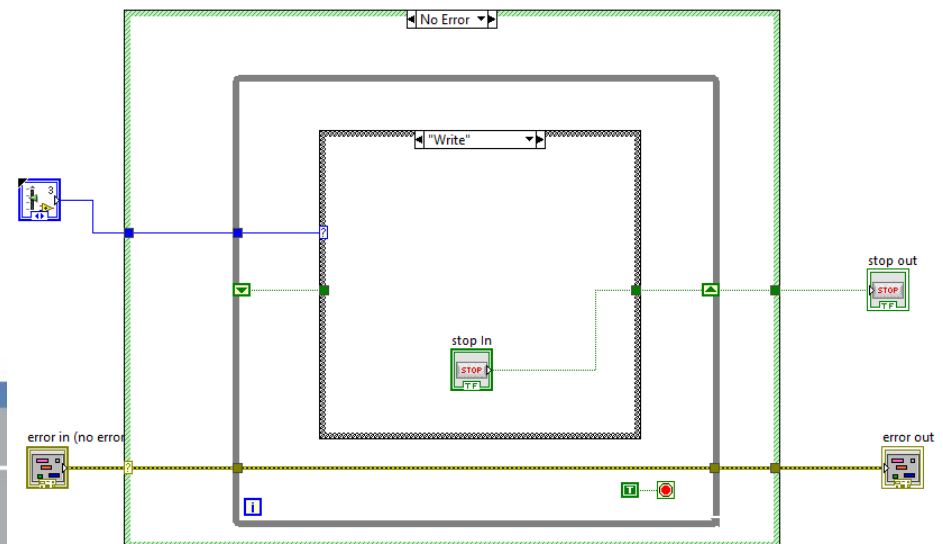 No Error
"Write"
3
stop out
STOP
TF
stop In
STOP
TF
error in (no error
?
?
error out
T
i